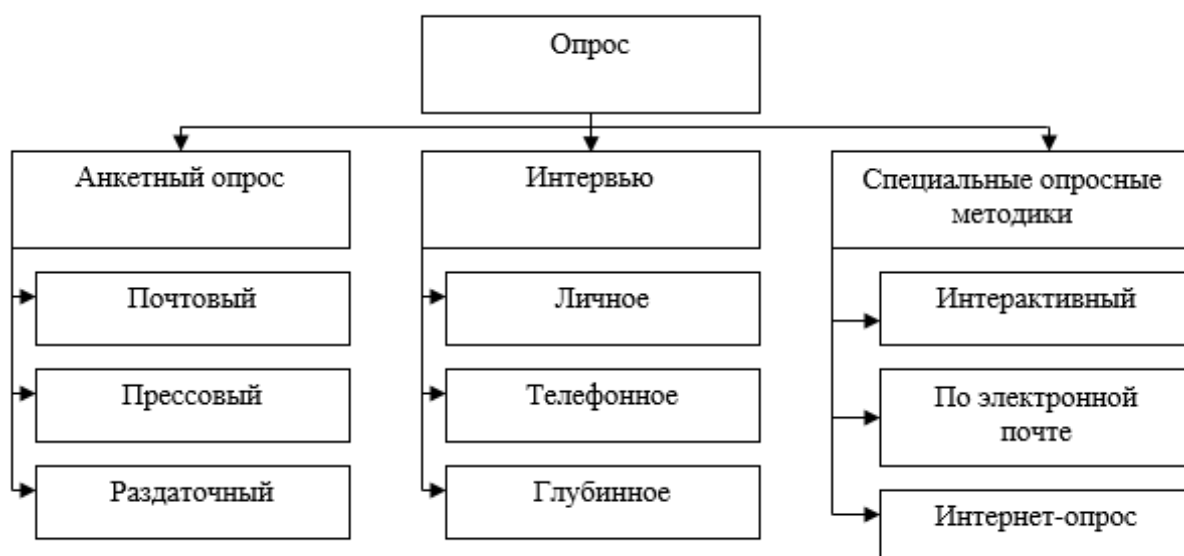 Опрос
Анкетный опрос
Почтовый
Прессовый
Раздаточный
Интервью
Личное
Телефонное
Глубинное
Специальные опросные
методики
Интерактивный
По электронной
почте
Интернет-опрос